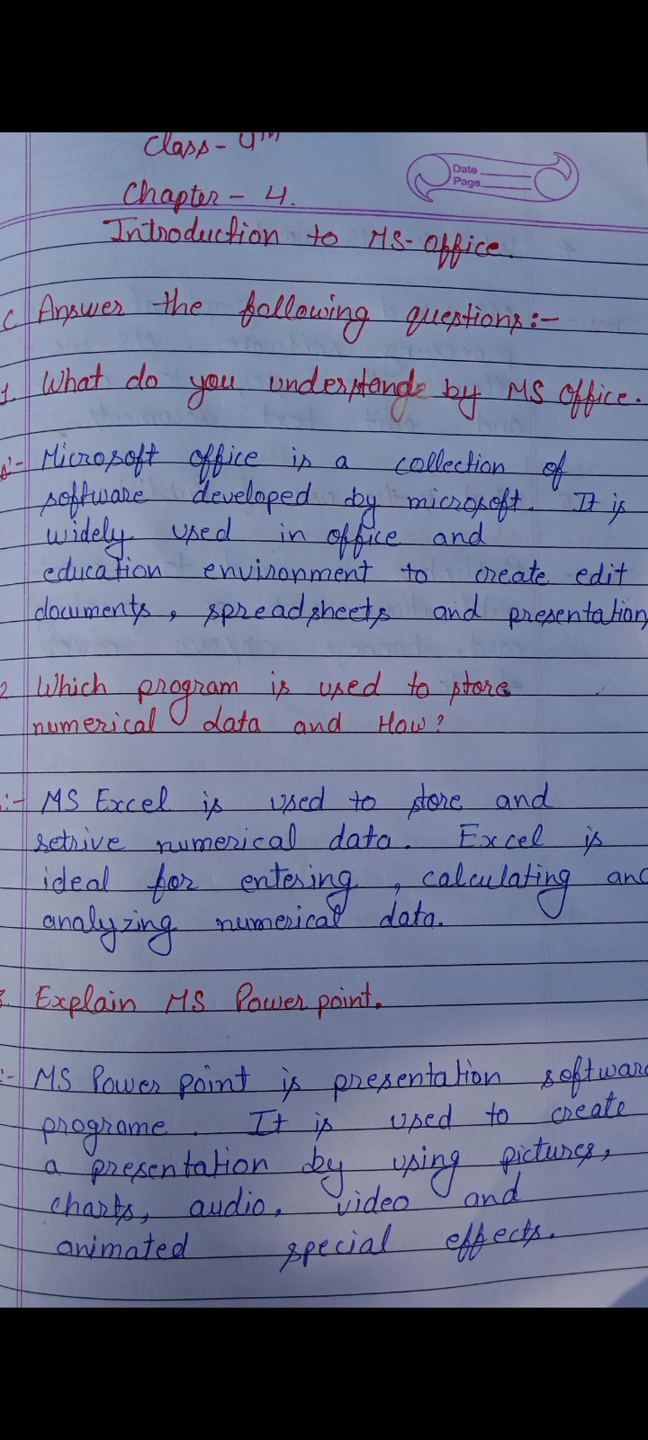 Class - 4th
Date
Page
Chapter - 4.
Introduction to MS-Office.
C. Answer the following questions:-
1. What do you understand by MS Office.
:- Microsoft office is a collection of
software developed by microsoft. It is
widely used in office and
education environment to create edit
documents, spreadsheets and presentation
2 Which program is used to store
numerical data and How?
:- MS Excel is used to store and
retrive numerical data. Excel is
ideal for entering, calculating and
analyzing numerical data.
Explain MS Power point.
:- MS Power point is presentation software
programe. It is used to create
a presentation by using pictures,
charts, audio, video and
animated special effects.